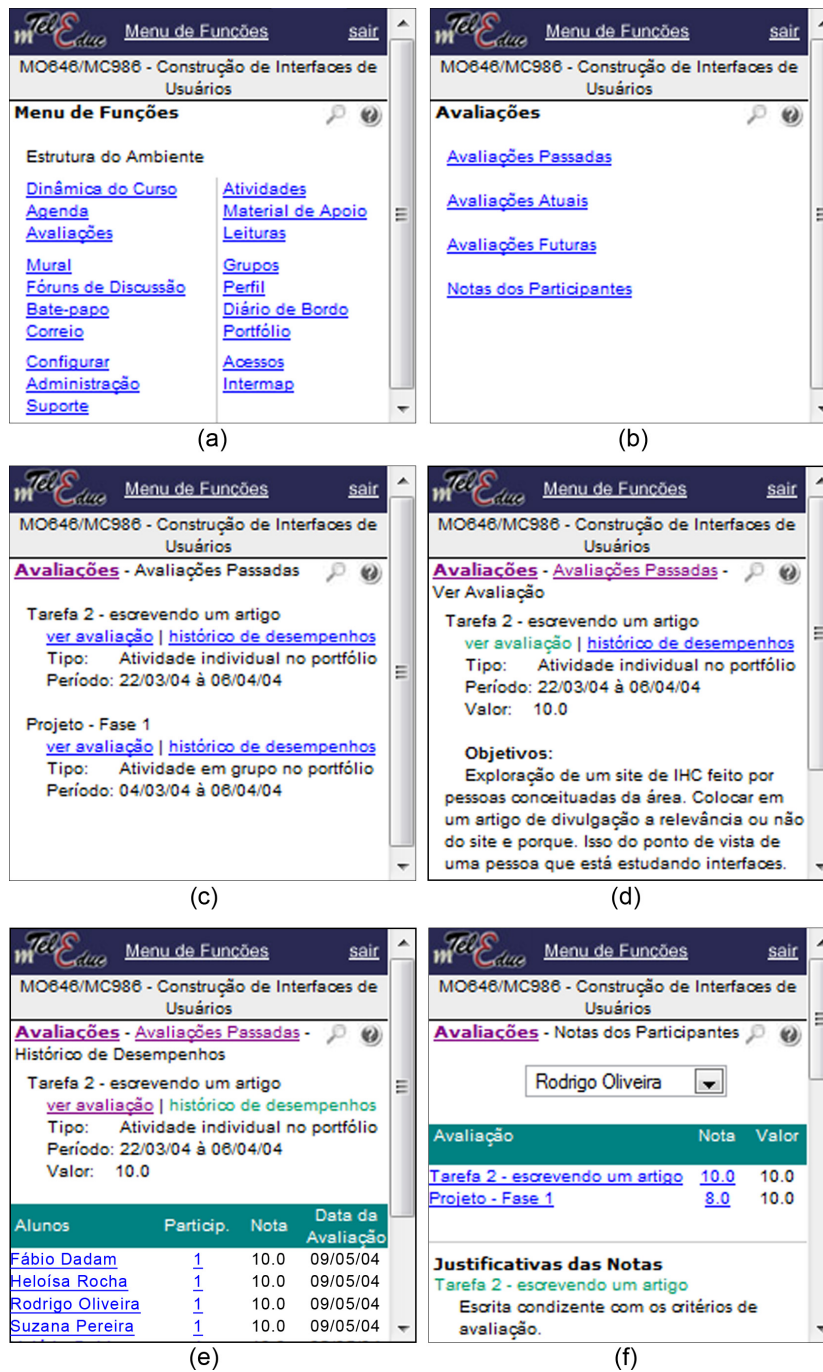 mTelEduc Menu de Funções sair
MO646/MC986 - Construção de Interfaces de
Usuários
Menu de Funções
Estrutura do Ambiente
Dinâmica do Curso Atividades
Agenda Material de Apoio
Avaliações Leituras
Mural Grupos
Fóruns de Discussão Perfil
Bate-papo Diário de Bordo
Correio Portfólio
Configurar Acessos
Administração Intermap
Suporte
(a)
mTelEduc Menu de Funções sair
MO646/MC986 - Construção de Interfaces de
Usuários
Avaliações
Avaliações Passadas
Avaliações Atuais
Avaliações Futuras
Notas dos Participantes
(b)
mTelEduc Menu de Funções sair
MO646/MC986 - Construção de Interfaces de
Usuários
Avaliações - Avaliações Passadas
Tarefa 2 - escrevendo um artigo
ver avaliação | histórico de desempenhos
Tipo: Atividade individual no portfólio
Período: 22/03/04 à 06/04/04
Projeto - Fase 1
ver avaliação | histórico de desempenhos
Tipo: Atividade em grupo no portfólio
Período: 04/03/04 à 06/04/04
(c)
mTelEduc Menu de Funções sair
MO646/MC986 - Construção de Interfaces de
Usuários
Avaliações - Avaliações Passadas -
Ver Avaliação
Tarefa 2 - escrevendo um artigo
ver avaliação | histórico de desempenhos
Tipo: Atividade individual no portfólio
Período: 22/03/04 à 06/04/04
Valor: 10.0
Objetivos:
Exploração de um site de IHC feito por
pessoas conceituadas da área. Colocar em
um artigo de divulgação a relevância ou não
do site e porque. Isso do ponto de vista de
uma pessoa que está estudando interfaces.
(d)
mTelEduc Menu de Funções sair
MO646/MC986 - Construção de Interfaces de
Usuários
Avaliações - Avaliações Passadas -
Histórico de Desempenhos
Tarefa 2 - escrevendo um artigo
ver avaliação | histórico de desempenhos
Tipo: Atividade individual no portfólio
Período: 22/03/04 à 06/04/04
Valor: 10.0
Alunos Particip. Nota Data da Avaliação
Fábio Dadam 1 10.0 09/05/04
Heloísa Rocha 1 10.0 09/05/04
Rodrigo Oliveira 1 10.0 09/05/04
Suzana Pereira 1 10.0 09/05/04
(e)
mTelEduc Menu de Funções sair
MO646/MC986 - Construção de Interfaces de
Usuários
Avaliações - Notas dos Participantes
Rodrigo Oliveira
Avaliação Nota Valor
Tarefa 2 - escrevendo um artigo 10.0 10.0
Projeto - Fase 1 8.0 10.0
Justificativas das Notas
Tarefa 2 - escrevendo um artigo
Escrita condizente com os critérios de
avaliação.
(f)